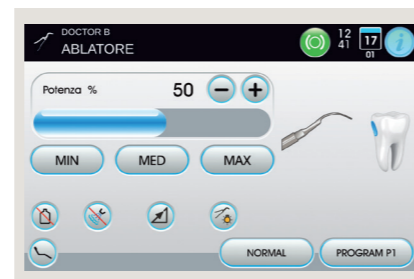 DOCTOR B
ABLATORE
12
41
17
01
i
Potenza %
50
MIN
MED
MAX
NORMAL
PROGRAM P1